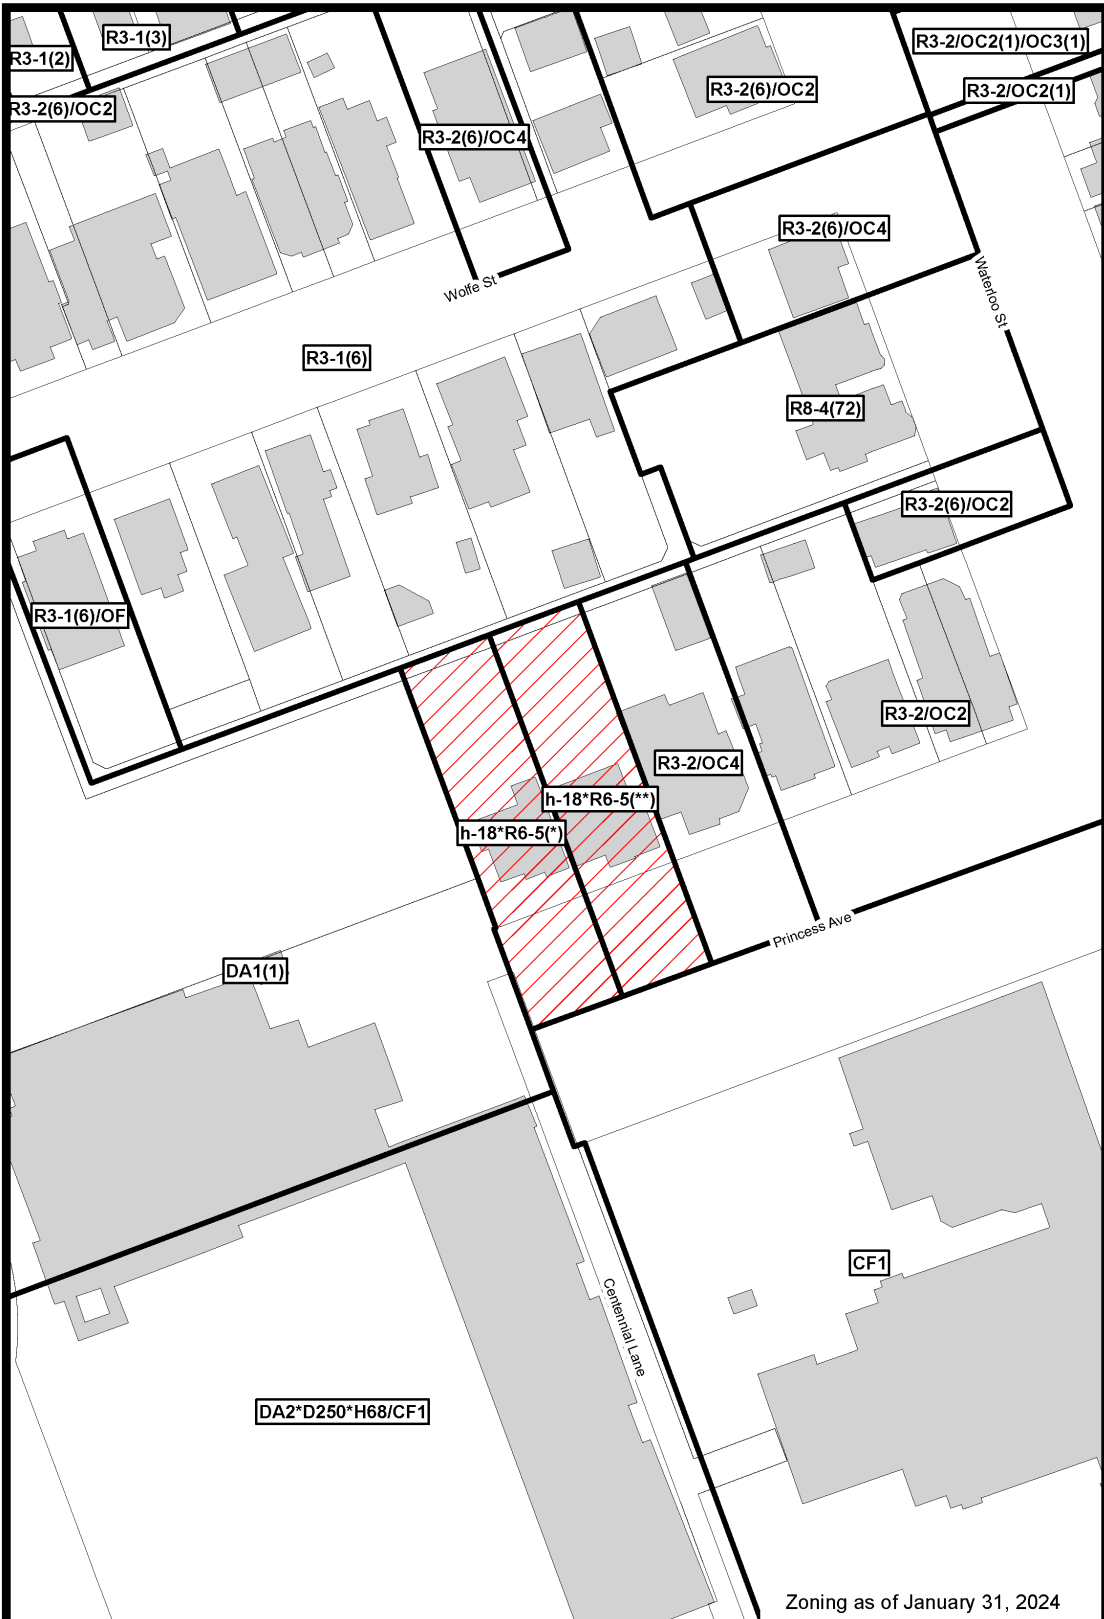 R3-1(3)
R3-2/OC2(1)/OC3(1)
R3-1(2)
R3-2(6)/OC2
R3-2/OC2(1)
R3-2(6)/OC2
R3-2(6)/OC4
R3-2(6)/OC4
Wolfe St
Waterloo St
R3-1(6)
R8-4(72)
R3-2(6)/OC2
R3-1(6)/OF
R3-2/OC2
R3-2/OC4
h-18*R6-5(**)
h-18*R6-5(*)
Princess Ave
DA1(1)
CF1
Centennial Lane
DA2*D250*H68/CF1
Zoning as of January 31, 2024